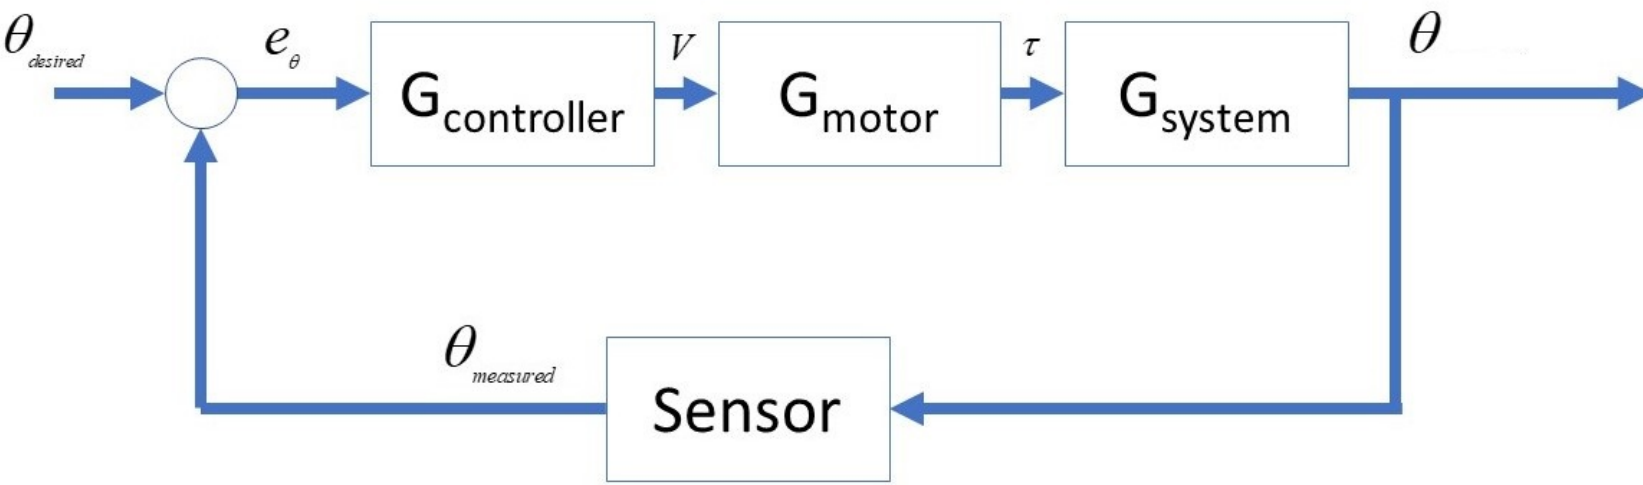 θdesired
eθ
Gcontroller
V
Gmotor
τ
Gsystem
θ
θmeasured
Sensor